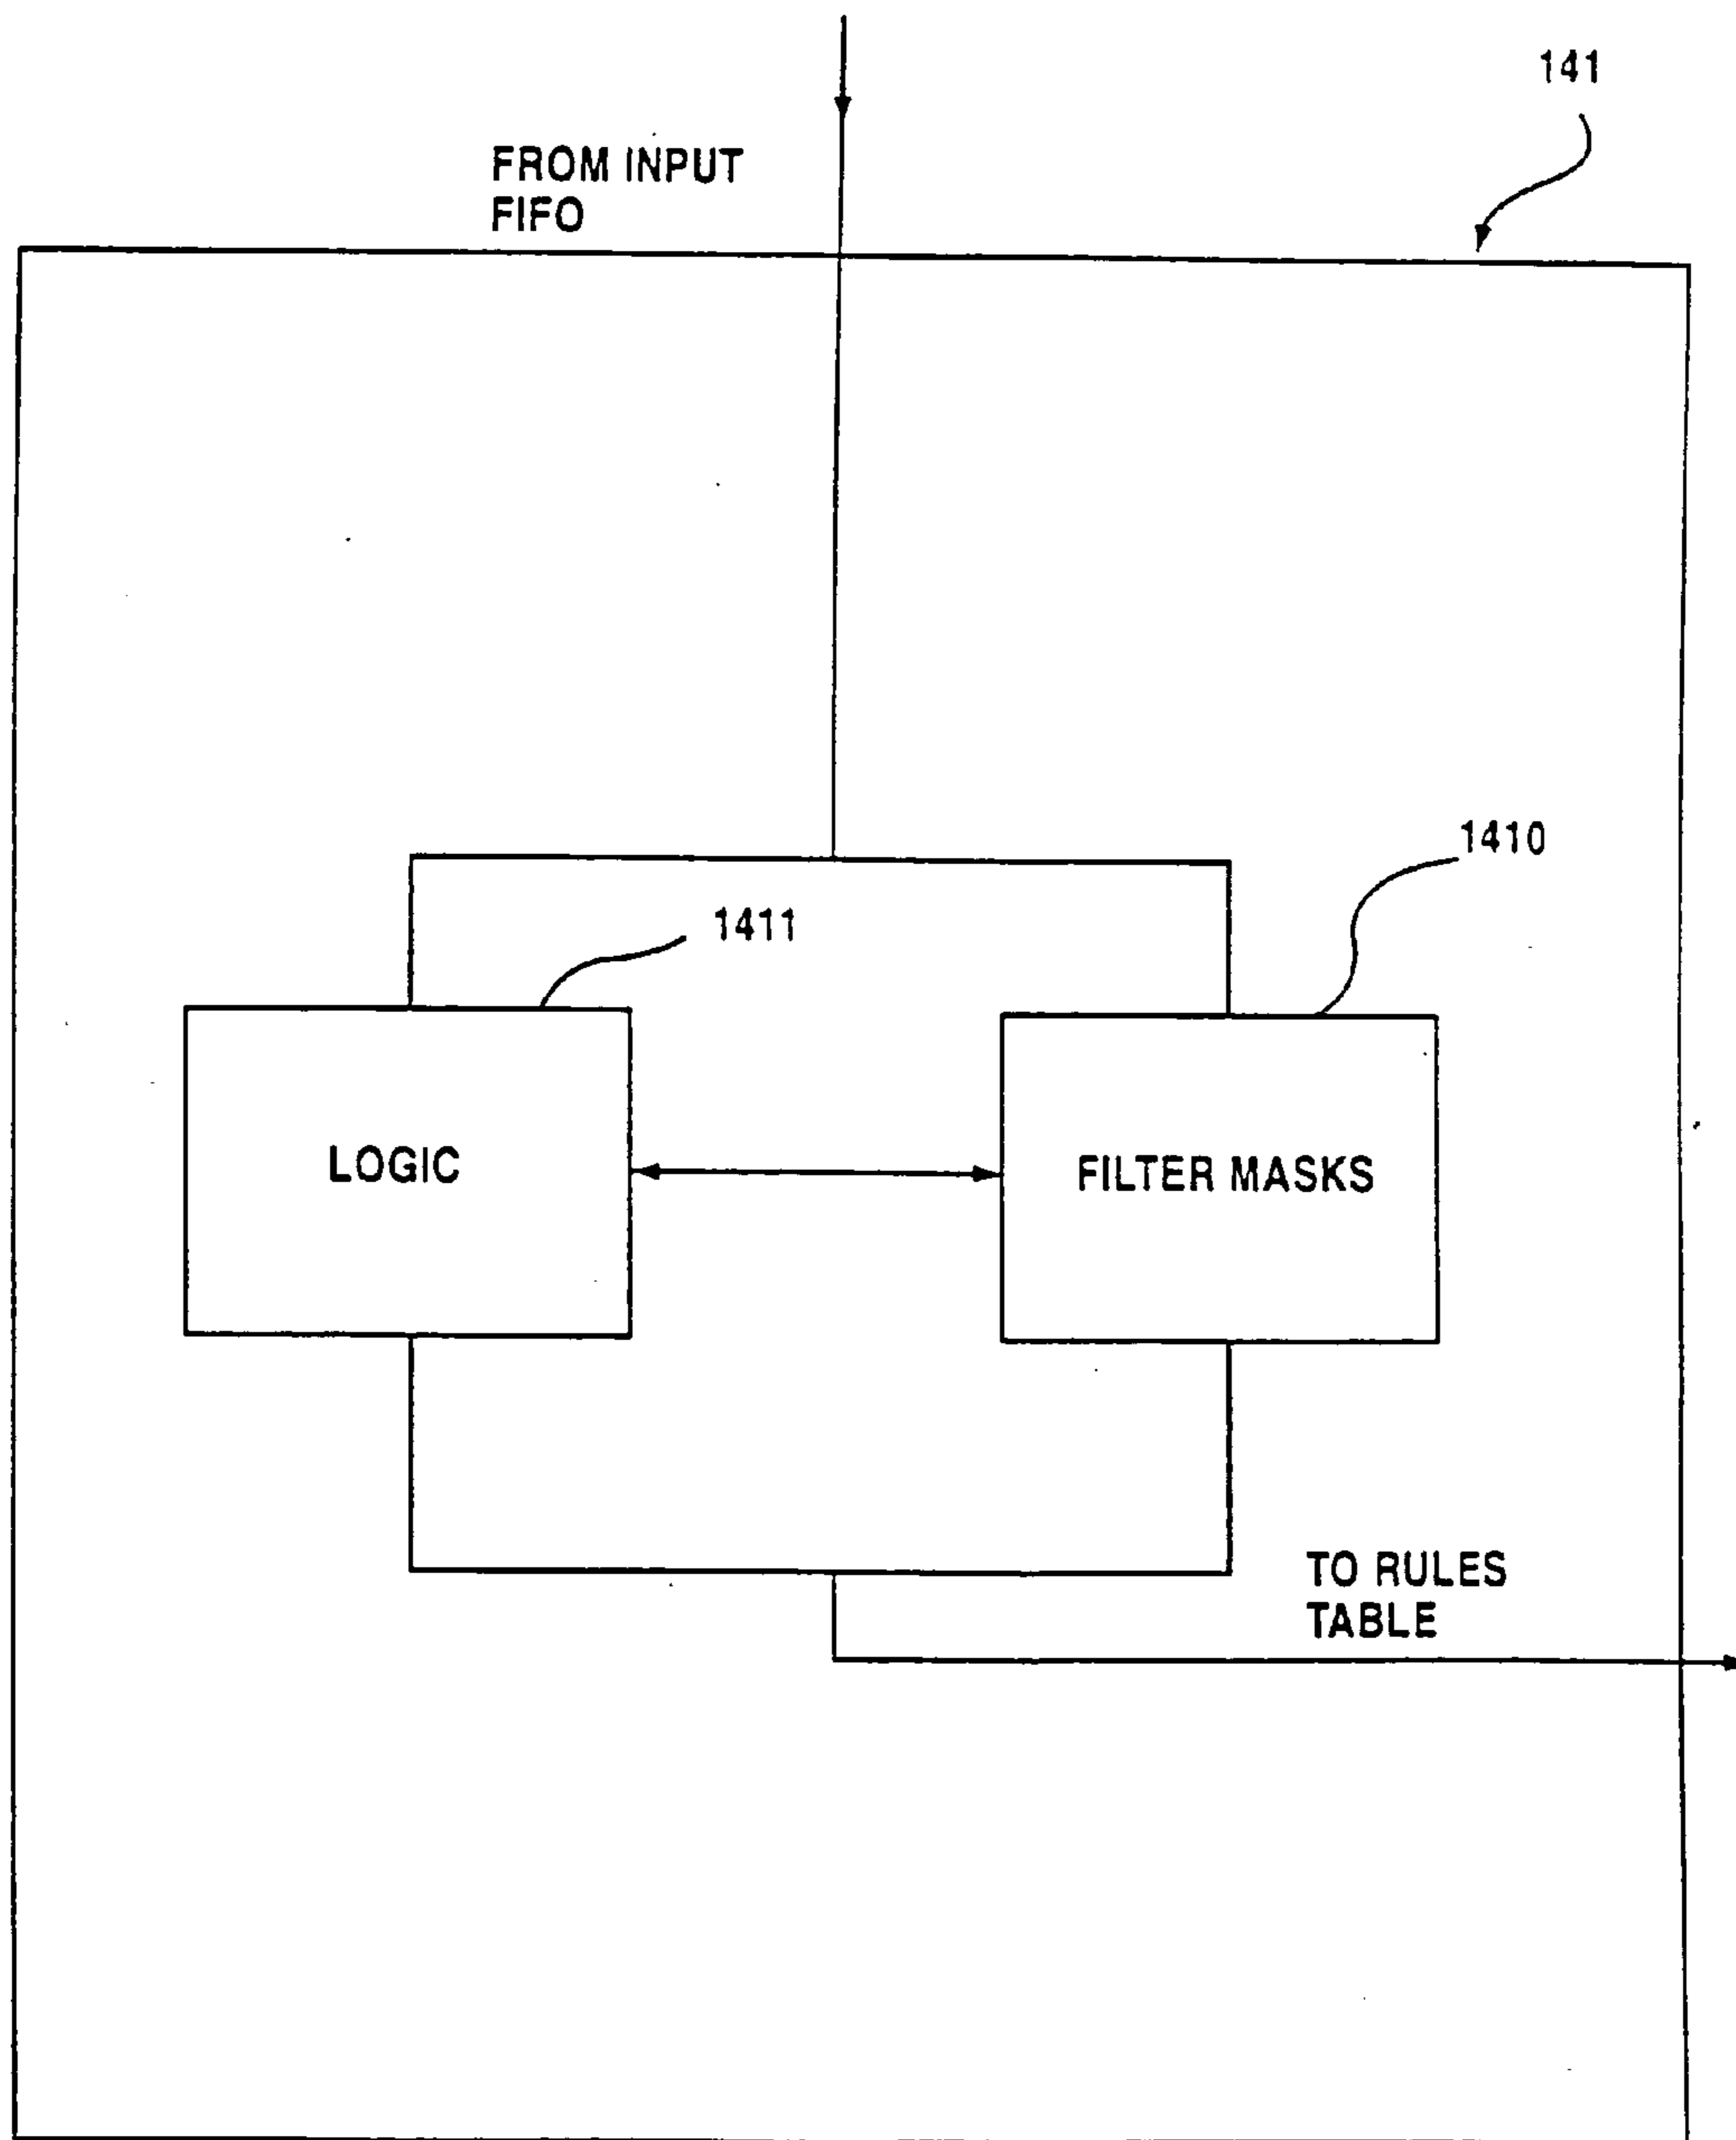 141
FROM INPUT
FIFO
1410
1411
LOGIC
FILTER MASKS
TO RULES
TABLE